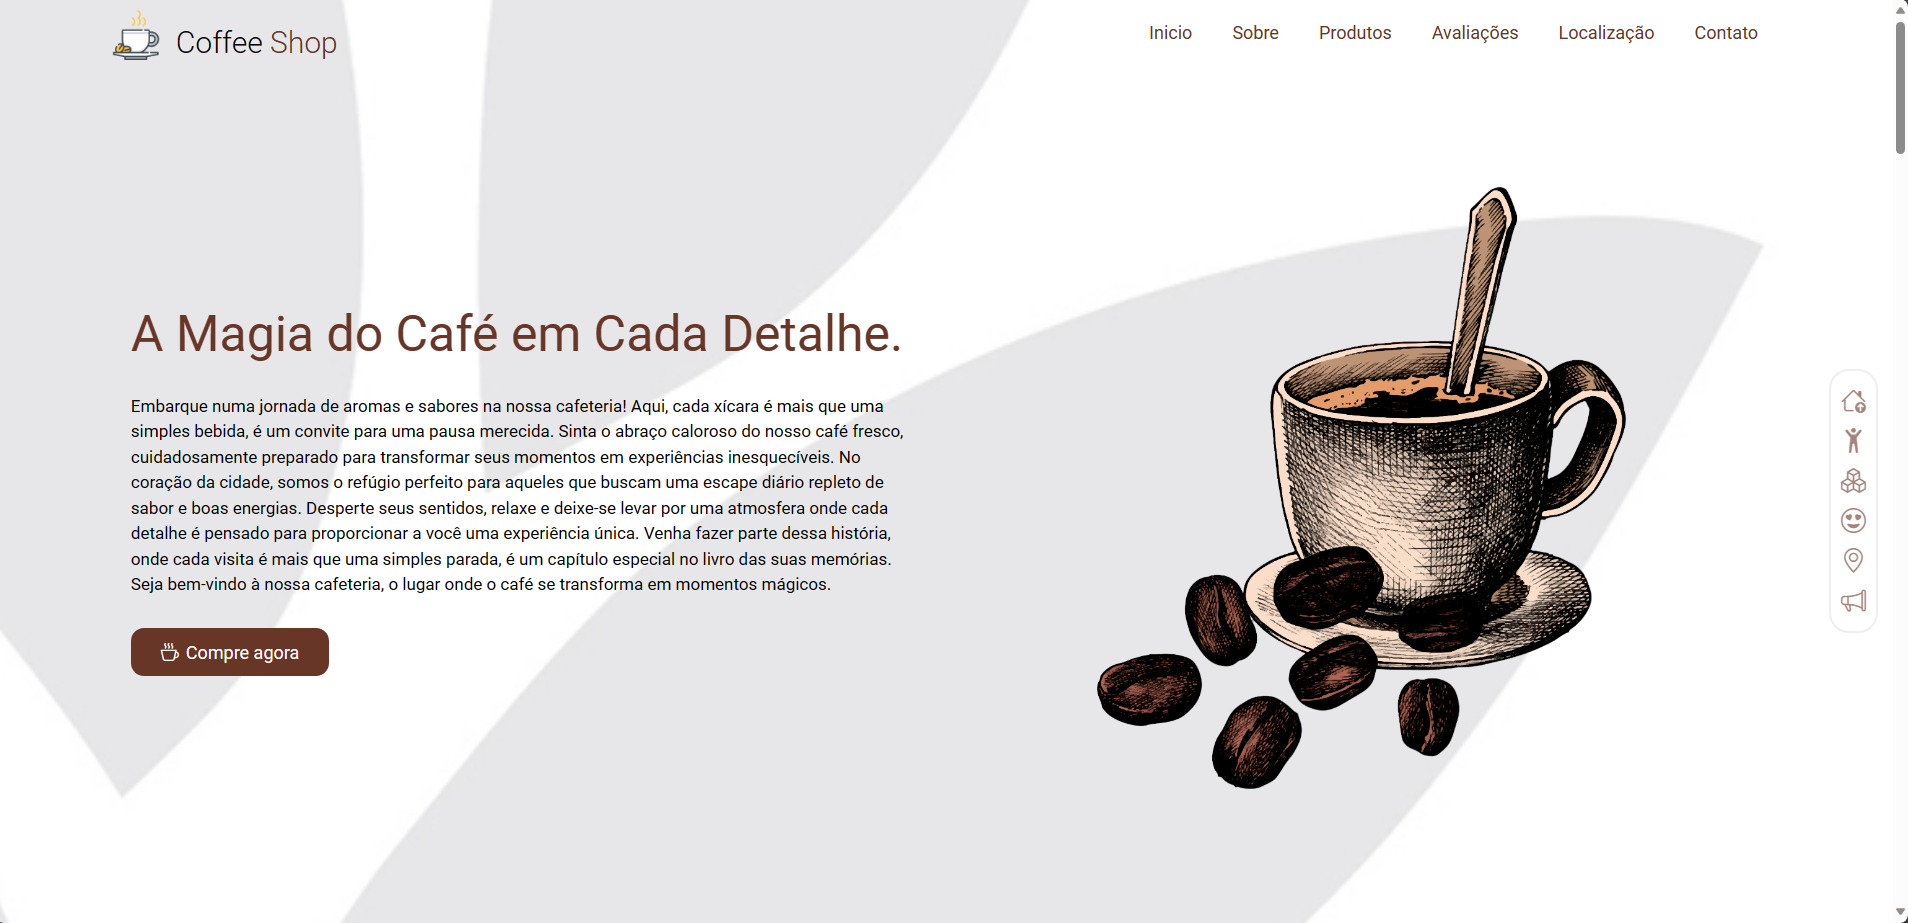 Coffee Shop
Inicio
Sobre
Produtos
Avaliações
Localização
Contato
A Magia do Café em Cada Detalhe.
Embarque numa jornada de aromas e sabores na nossa cafeteria! Aqui, cada xícara é mais que uma
simples bebida, é um convite para uma pausa merecida. Sinta o abraço caloroso do nosso café fresco,
cuidadosamente preparado para transformar seus momentos em experiências inesquecíveis. No
coração da cidade, somos o refúgio perfeito para aqueles que buscam uma escape diário repleto de
sabor e boas energias. Desperte seus sentidos, relaxe e deixe-se levar por uma atmosfera onde cada
detalhe é pensado para proporcionar a você uma experiência única. Venha fazer parte dessa história,
onde cada visita é mais que uma simples parada, é um capítulo especial no livro das suas memórias.
Seja bem-vindo à nossa cafeteria, o lugar onde o café se transforma em momentos mágicos.
Compre agora